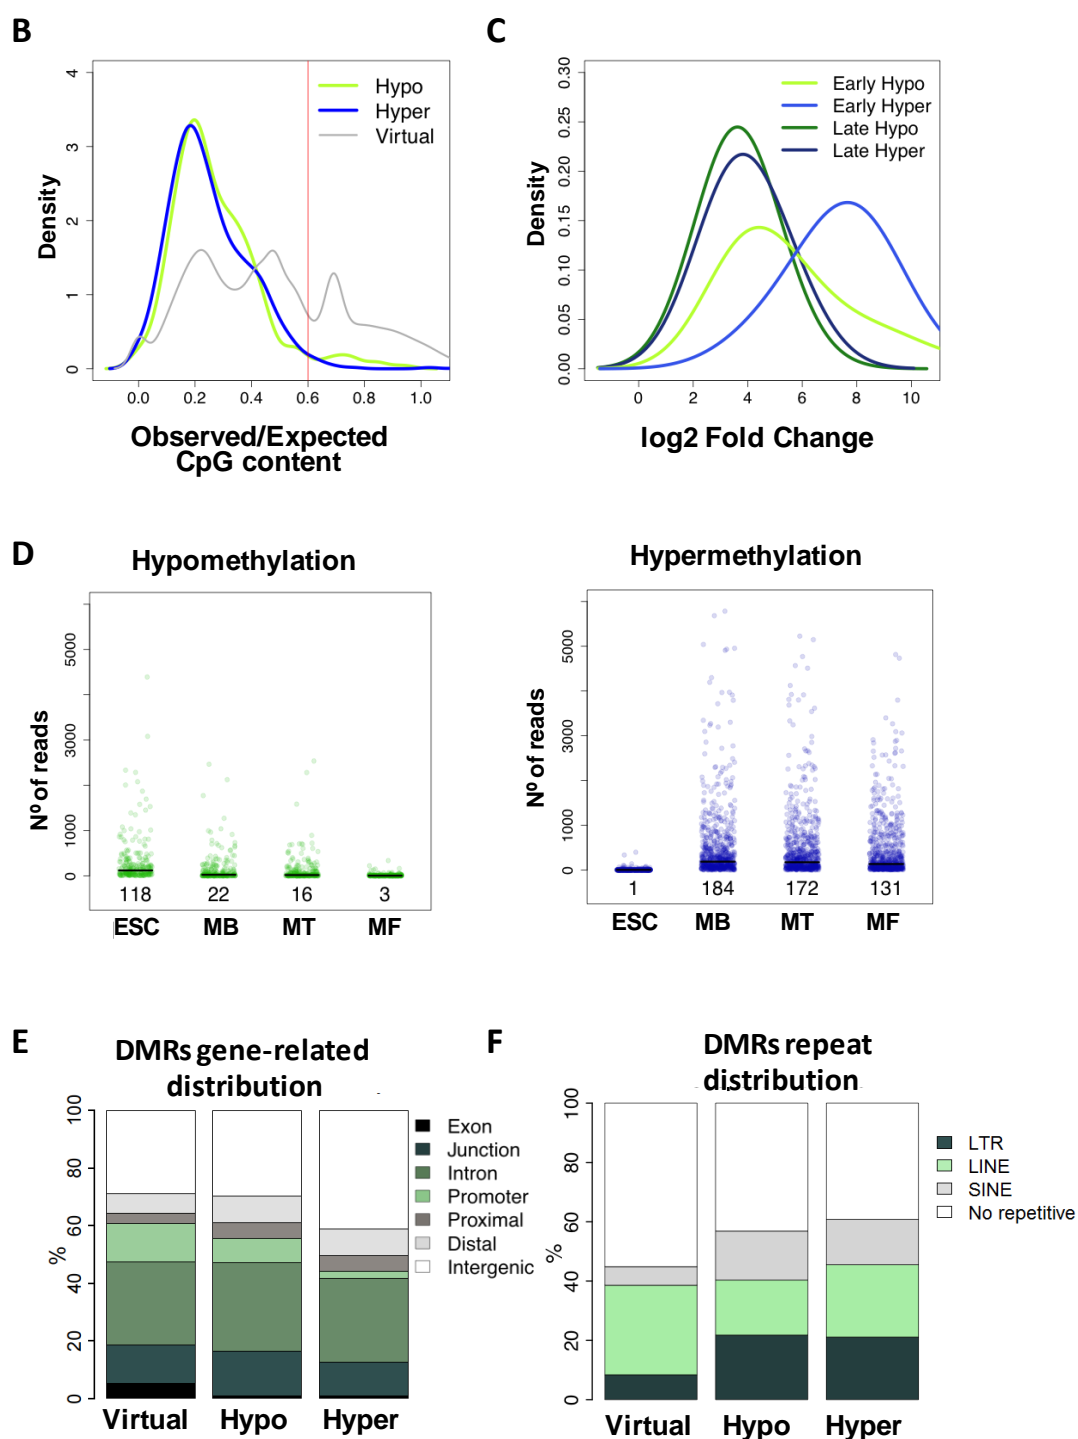 B
C
4
3
2
1
0
Density
Hypo
Hyper
Virtual
0.0 0.2 0.4 0.6 0.8 1.0
Observed/Expected
CpG content
0.30
0.25
0.20
0.15
0.10
0.05
0.00
Density
Early Hypo
Early Hyper
Late Hypo
Late Hyper
0 2 4 6 8 10
log2 Fold Change
D
Hypomethylation
5000
3000
1000
0
Nº of reads
118 22 16 3
ESC MB MT MF
Hypermethylation
5000
3000
1000
0
Nº of reads
1 184 172 131
ESC MB MT MF
E
DMRs gene-related
distribution
100
80
60
40
20
0
%
Exon
Junction
Intron
Promoter
Proximal
Distal
Intergenic
Virtual Hypo Hyper
F
DMRs repeat
distribution
100
80
60
40
20
0
%
LTR
LINE
SINE
No repetitive
Virtual Hypo Hyper